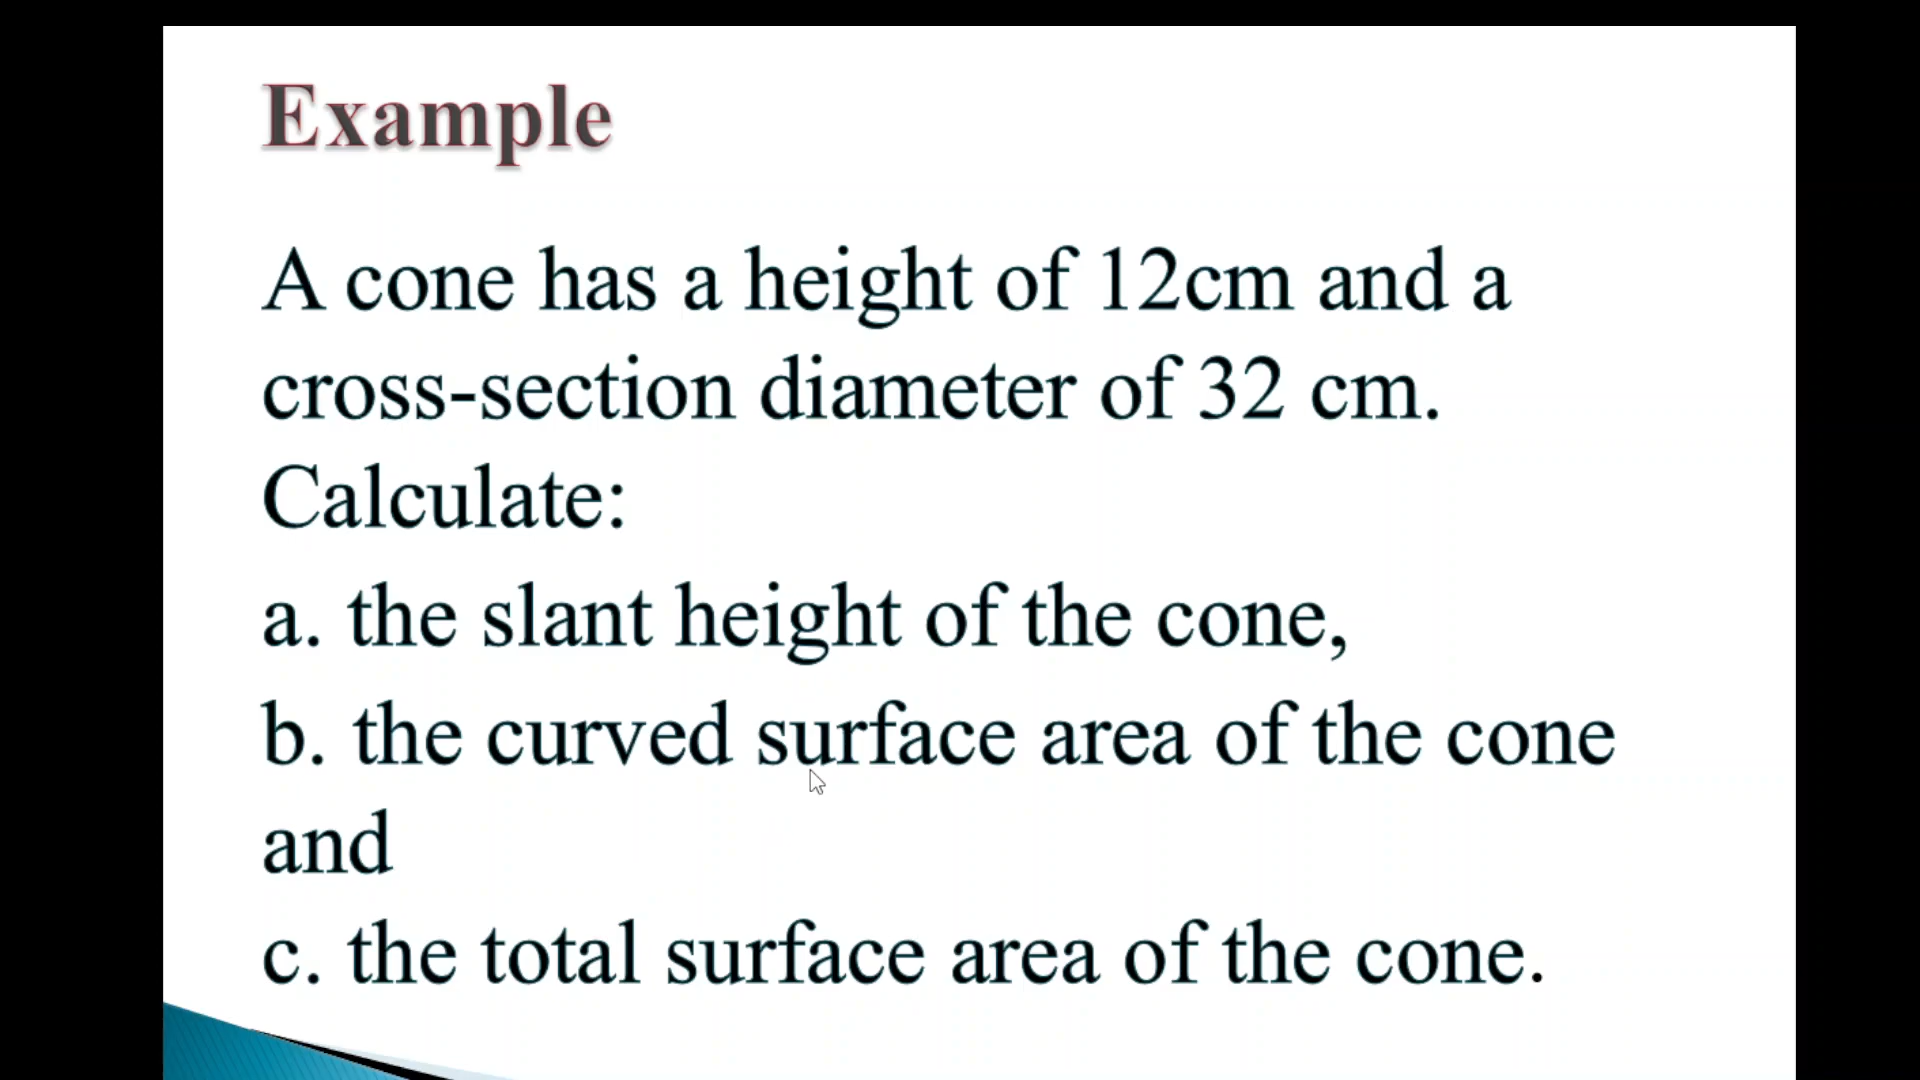 Example
A cone has a height of 12cm and a
cross-section diameter of 32 cm.
Calculate:
a. the slant height of the cone,
b. the curved surface area of the cone
and
c. the total surface area of the cone.